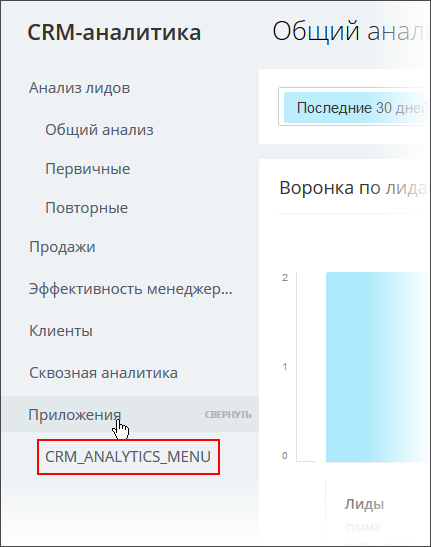 CRM-аналитика
Анализ лидов
Общий анализ
Первичные
Повторные
Продажи
Эффективность менеджер...
Клиенты
Сквозная аналитика
Приложения
СВЕРНУТЬ
CRM_ANALYTICS_MENU
Общий анал
Последние 30 дней
Воронка по лида
2
1
0
Лиды
сумма